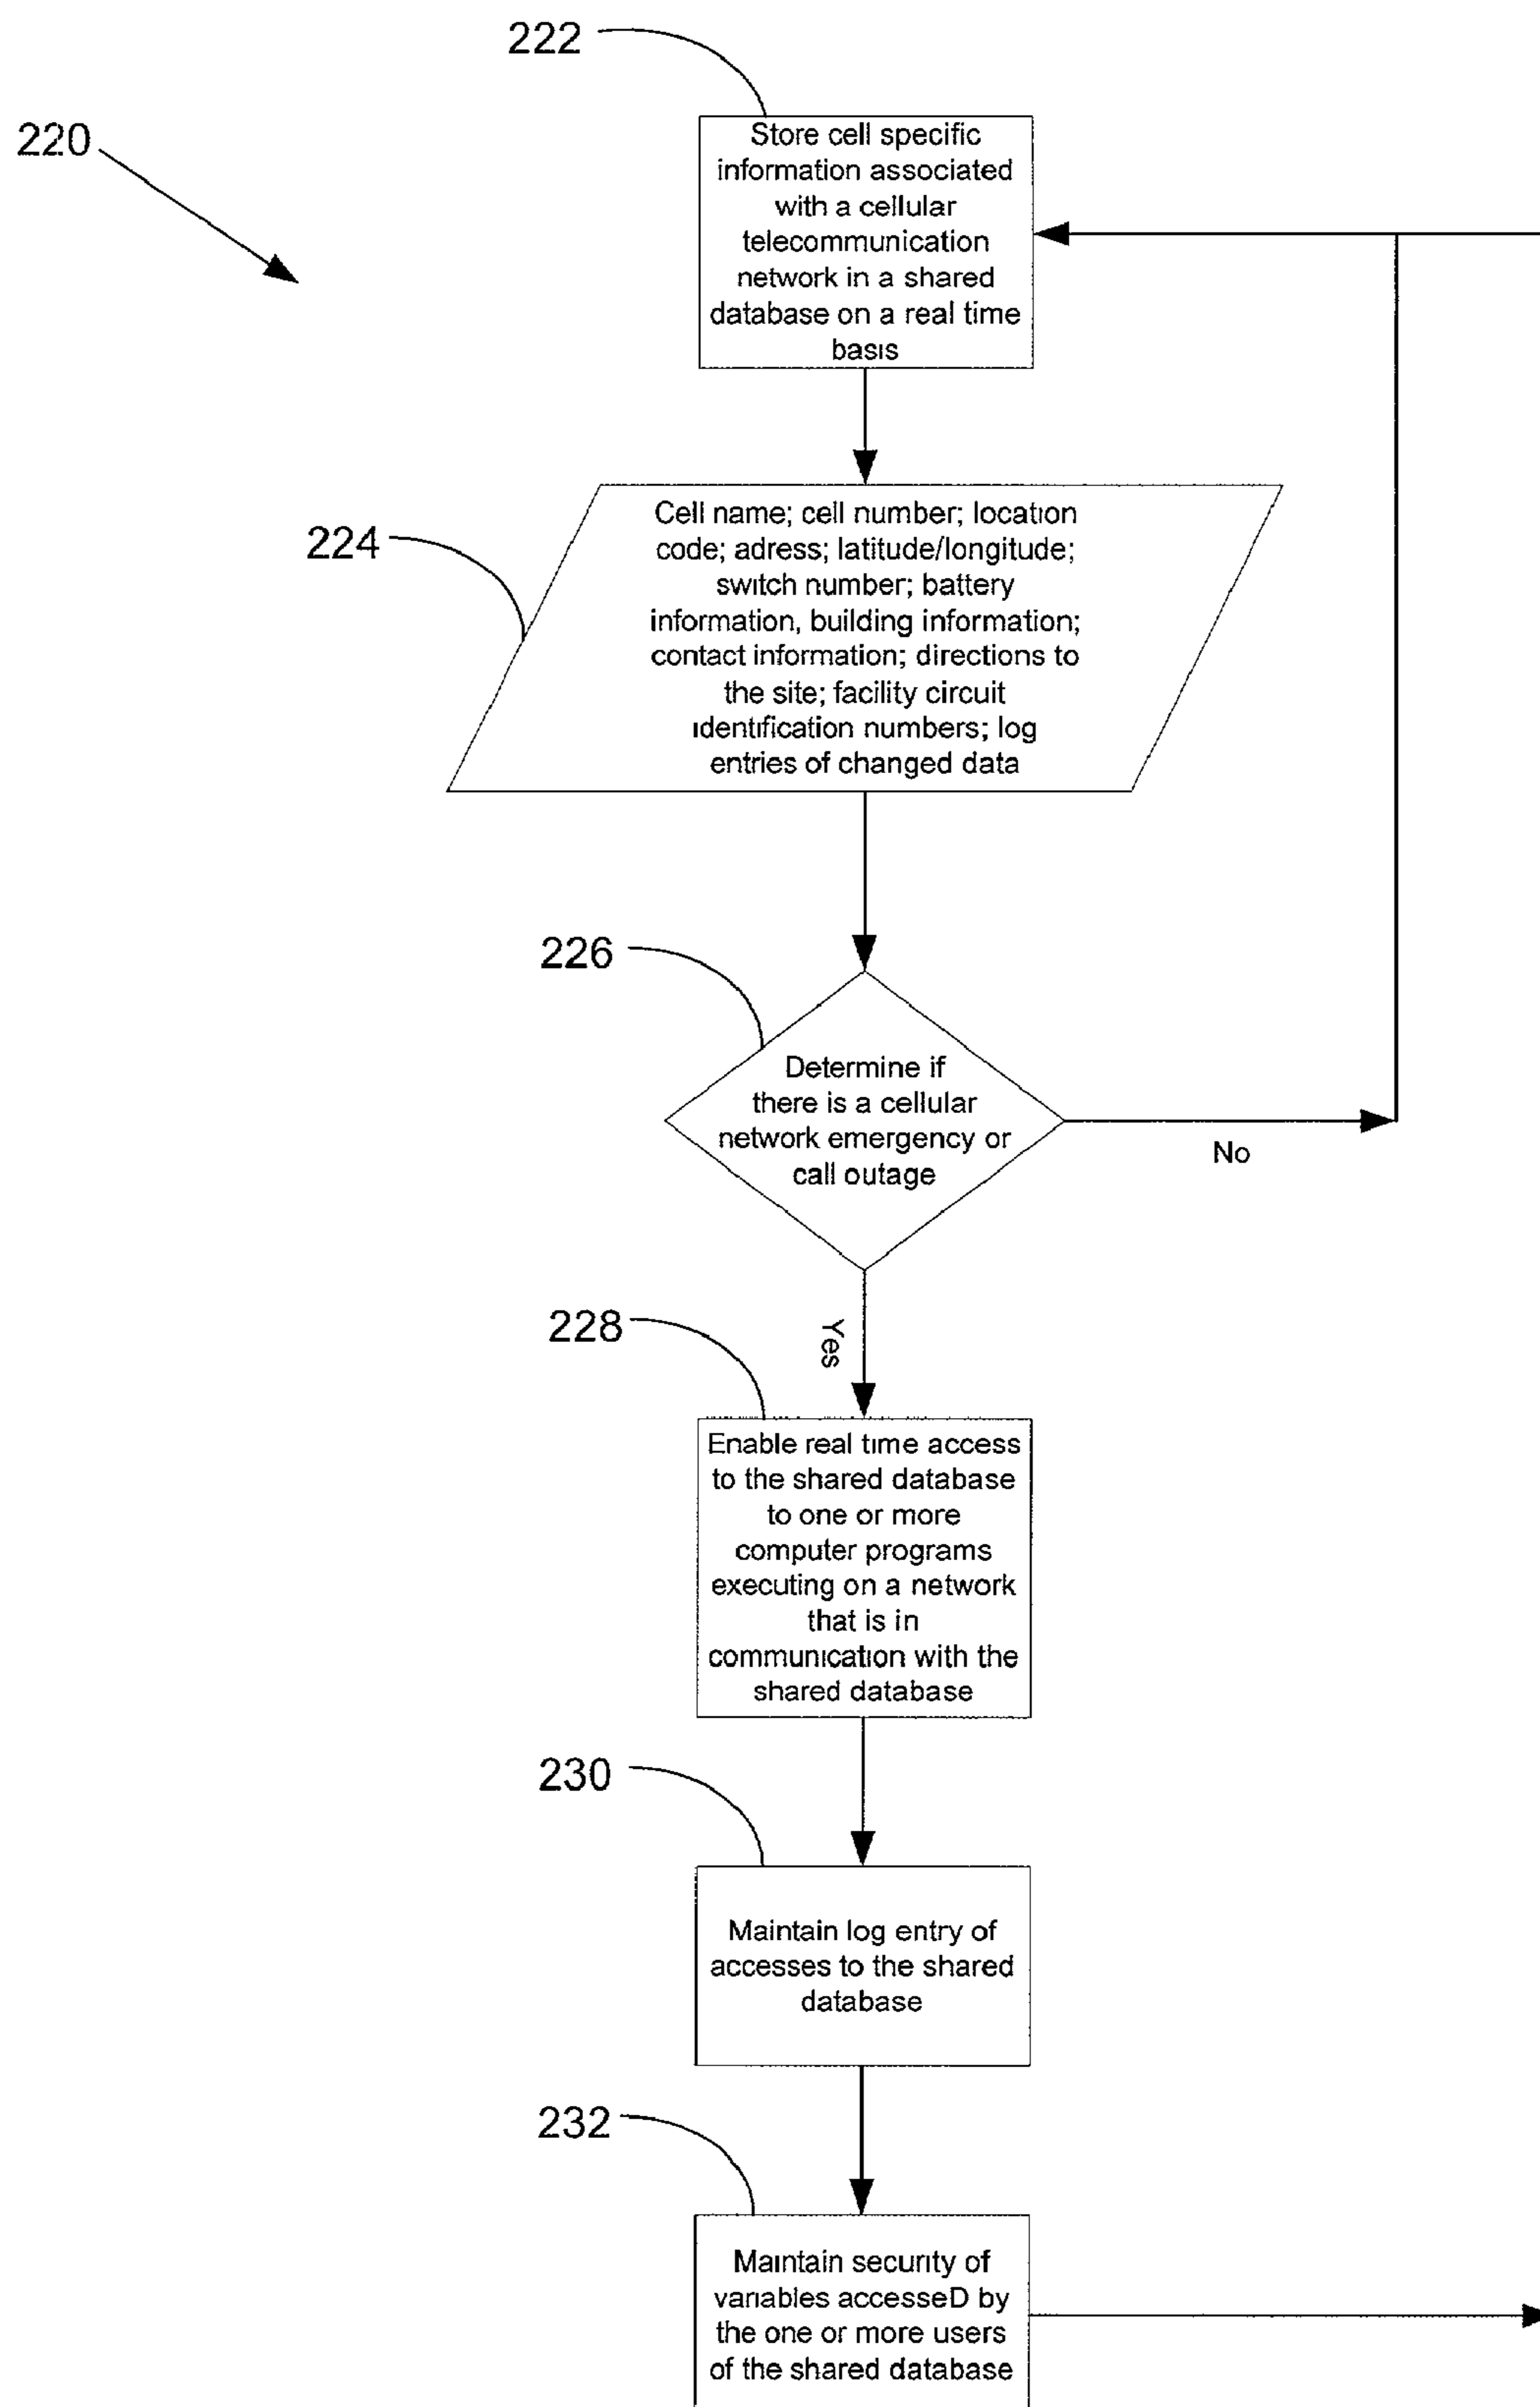 222
220
Store cell specific
information associated
with a cellular
telecommunication
network in a shared
database on a real time
basis
224
Cell name; cell number; location
code; adress; latitude/longitude;
switch number; battery
information, building information;
contact information; directions to
the site; facility circuit
identification numbers; log
entries of changed data
226
Determine if
there is a cellular
network emergency or
call outage
No
Yes
228
Enable real time access
to the shared database
to one or more
computer programs
executing on a network
that is in
communication with the
shared database
230
Maintain log entry of
accesses to the shared
database
232
Maintain security of
variables accesseD by
the one or more users
of the shared database